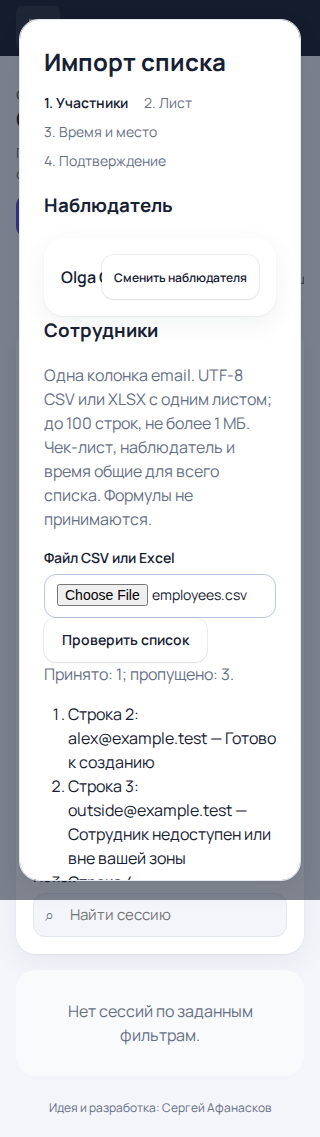 Импорт списка
1. Участники 2. Лист
3. Время и место
4. Подтверждение
Наблюдатель
Olga
Сменить наблюдателя
Сотрудники
Одна колонка email. UTF-8
CSV или XLSX с одним листом;
до 100 строк, не более 1 МБ.
Чек-лист, наблюдатель и
время общие для всего
списка. Формулы не
принимаются.
Файл CSV или Excel
Choose File employees.csv
Проверить список
Принято: 1; пропущено: 3.
1. Строка 2:
alex@example.test — Готово
к созданию
2. Строка 3:
outside@example.test —
Сотрудник недоступен или
вне вашей зоны
Найти сессию
Нет сессий по заданным
фильтрам.
Идея и разработка: Сергей Афанасков